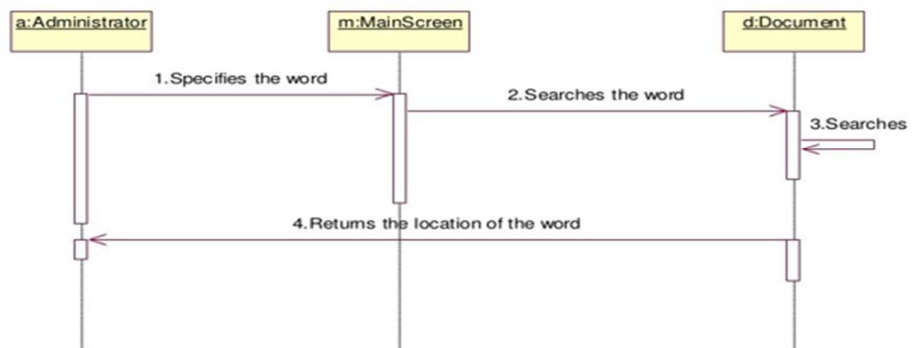 a:Administrator
m:MainScreen
d:Document
1.Specifies the word
2.Searches the word
3.Searches
4.Returns the location of the word